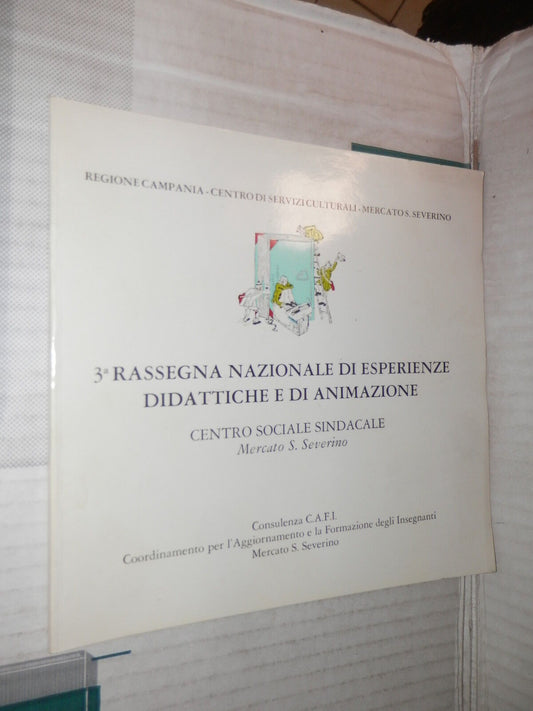 REGIONE CAMPANIA - CENTRO DI SERVIZI CULTURALI - MERCATO S. SEVERINO
3ª RASSEGNA NAZIONALE DI ESPERIENZE
DIDATTICHE E DI ANIMAZIONE
CENTRO SOCIALE SINDACALE
Mercato S. Severino
Consulenza C.A.F.I.
Coordinamento per l'Aggiornamento e la Formazione degli Insegnanti
Mercato S. Severino